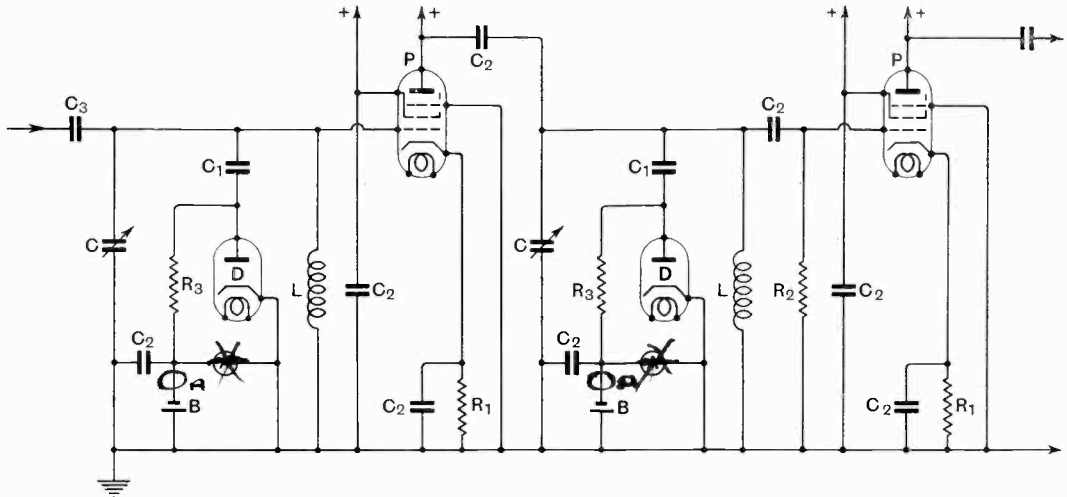 + + + +
P P
C₂
C₃ C₂
C₁ C₁
C C
D D
R₃ L R₃ L R₂
C₂ C₂
C₂ C₂
A A
B C₂ R₁ B C₂ R₁